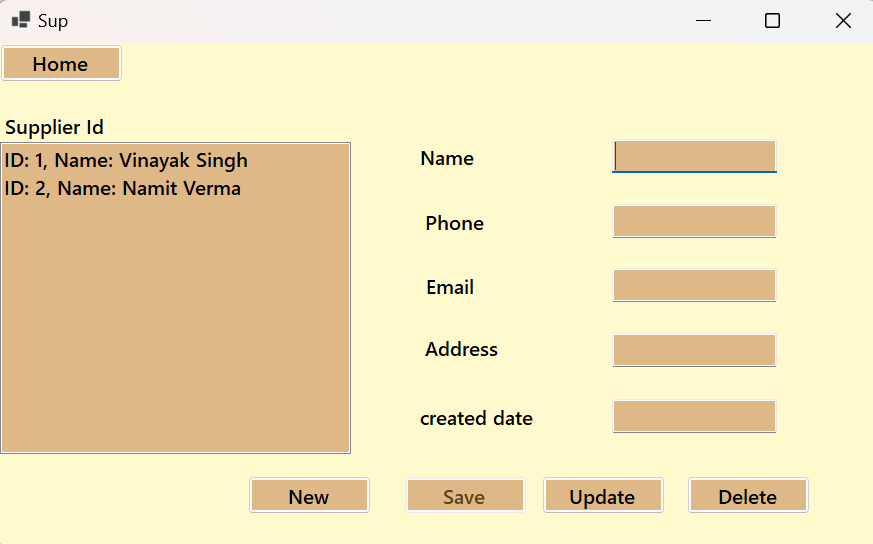 Sup
Home
Supplier Id
ID: 1, Name: Vinayak Singh
ID: 2, Name: Namit Verma
Name
Phone
Email
Address
created date
New
Save
Update
Delete